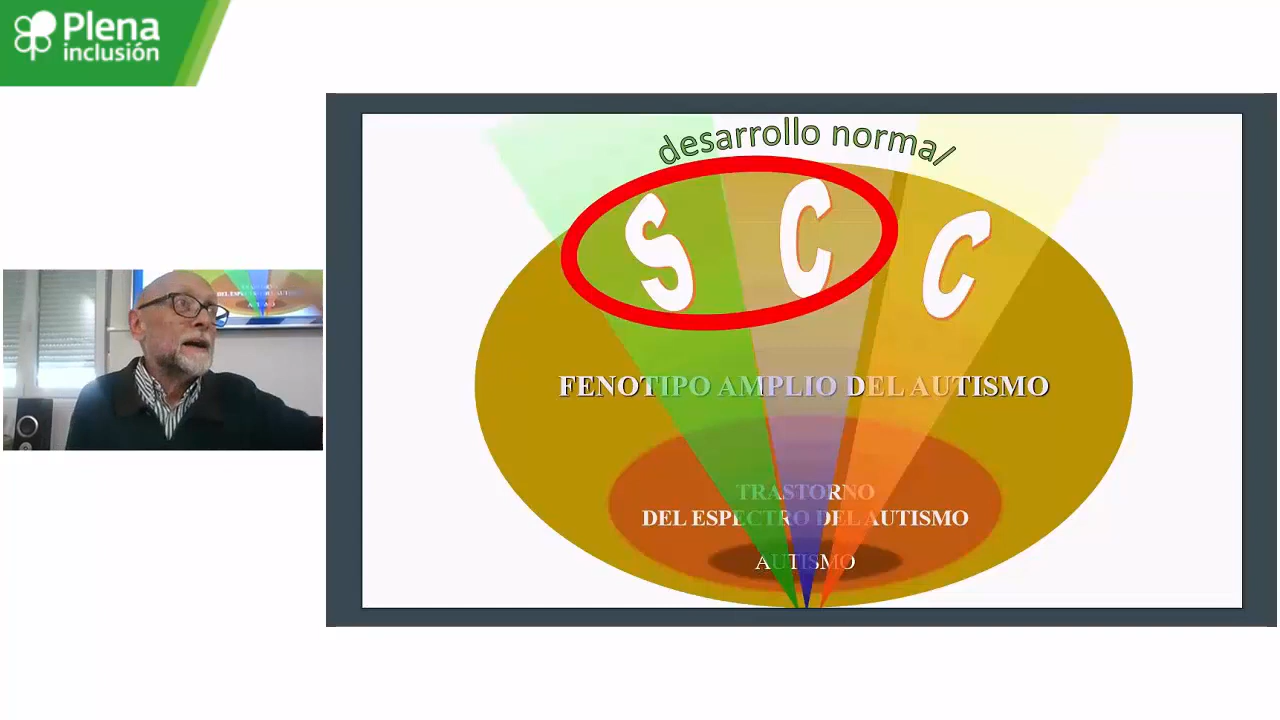 Plena
inclusión
desarrollo normal
S C C
FENOTIPO AMPLIO DEL AUTISMO
TRASTORNO
DEL ESPECTRO DEL AUTISMO
AUTISMO